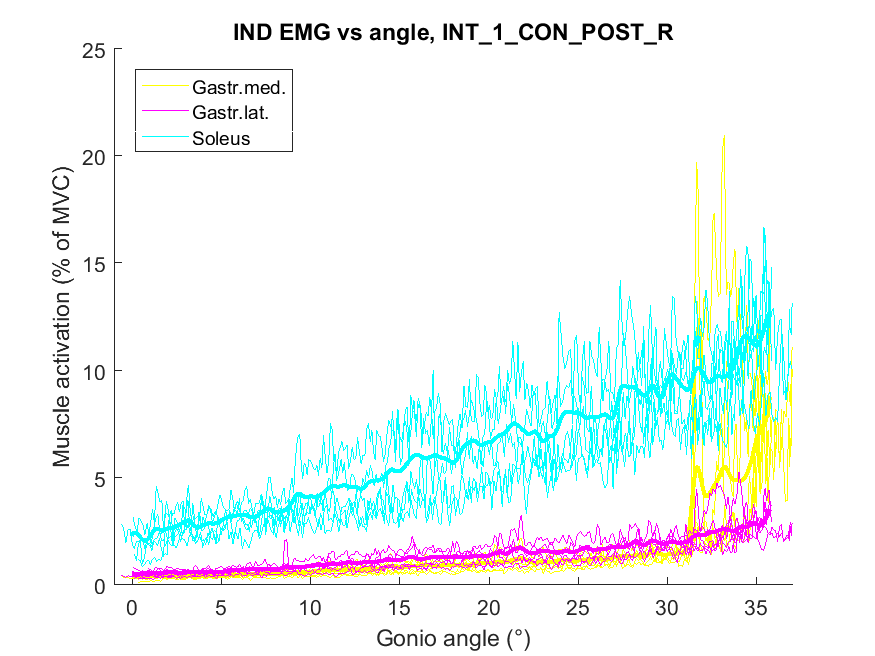 IND EMG vs angle, INT_1_CON_POST_R
25
20
15
10
5
0
Muscle activation (% of MVC)
Gastr.med.
Gastr.lat.
Soleus
0 5 10 15 20 25 30 35
Gonio angle (°)